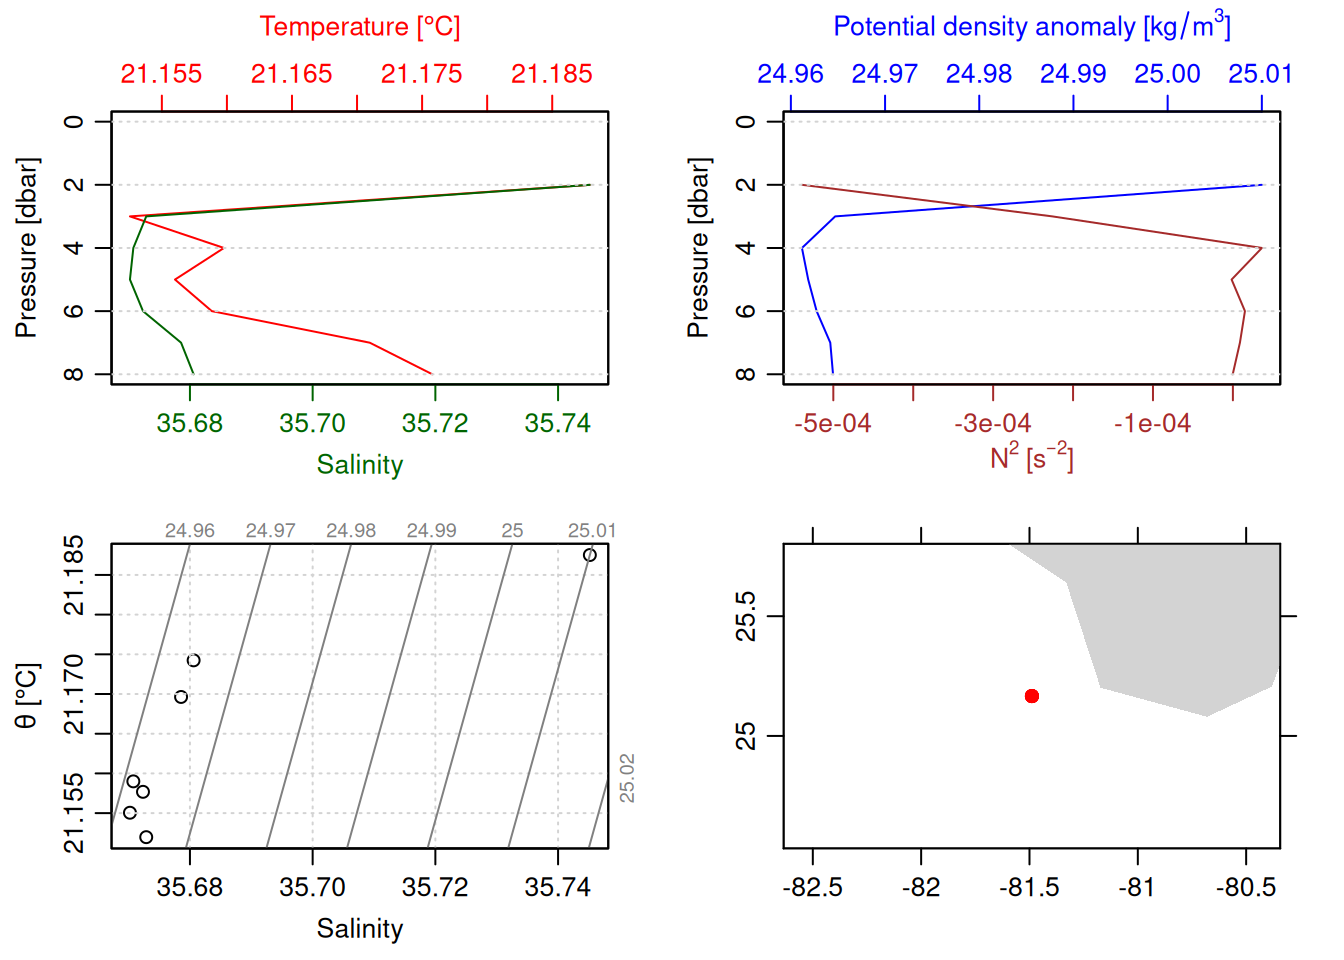 Temperature [°C]
21.155 21.165 21.175 21.185
0
2
4
6
8
Pressure [dbar]
35.68 35.70 35.72 35.74
Salinity
Potential density anomaly [kg/m³]
24.96 24.97 24.98 24.99 25.00 25.01
0
2
4
6
8
Pressure [dbar]
-5e-04 -3e-04 -1e-04
N² [s⁻²]
24.96 24.97 24.98 24.99 25 25.01
25.02
21.185
21.170
21.155
θ [°C]
35.68 35.70 35.72 35.74
Salinity
25.5
25
-82.5 -82 -81.5 -81 -80.5